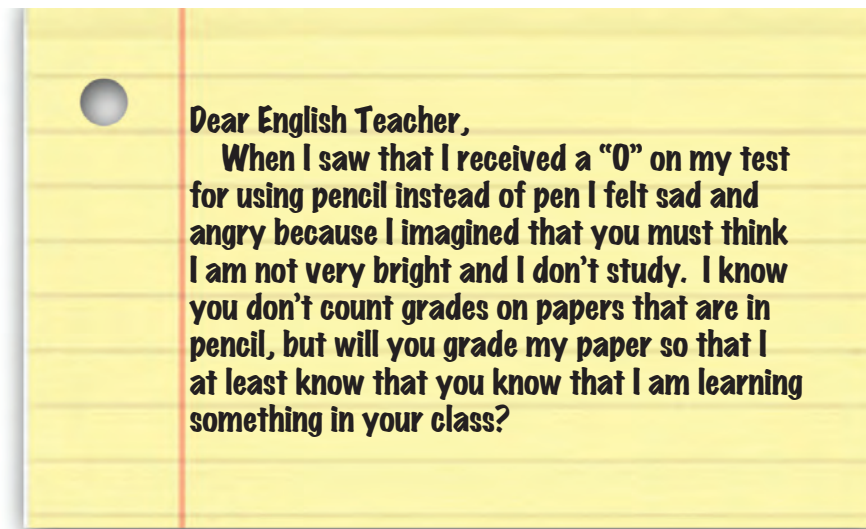 Dear English Teacher,
When I saw that I received a “0” on my test
for using pencil instead of pen I felt sad and
angry because I imagined that you must think
I am not very bright and I don’t study. I know
you don’t count grades on papers that are in
pencil, but will you grade my paper so that I
at least know that you know that I am learning
something in your class?